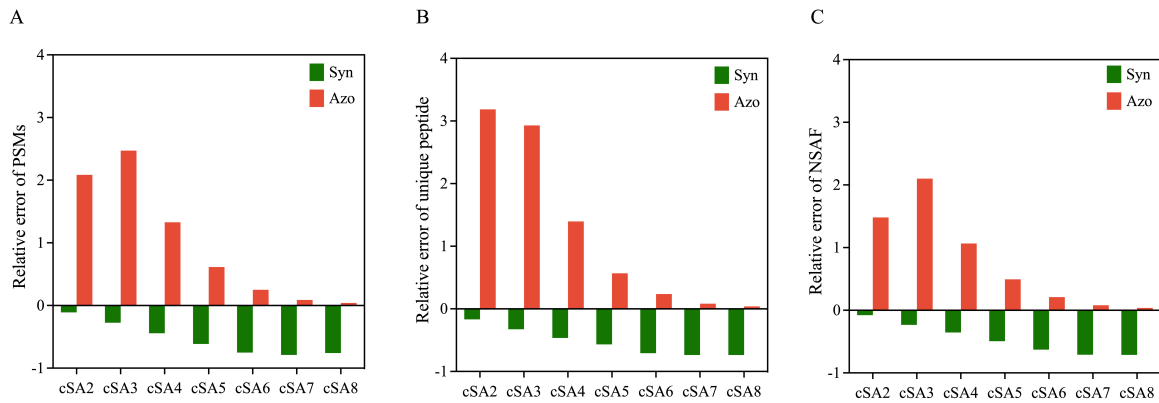 A
Relative error of PSMs
4
3
2
1
0
-1
Syn
Azo
cSA2 cSA3 cSA4 cSA5 cSA6 cSA7 cSA8
B
Relative error of unique peptide
4
3
2
1
0
-1
Syn
Azo
cSA2 cSA3 cSA4 cSA5 cSA6 cSA7 cSA8
C
Relative error of NSAF
4
3
2
1
0
-1
Syn
Azo
cSA2 cSA3 cSA4 cSA5 cSA6 cSA7 cSA8